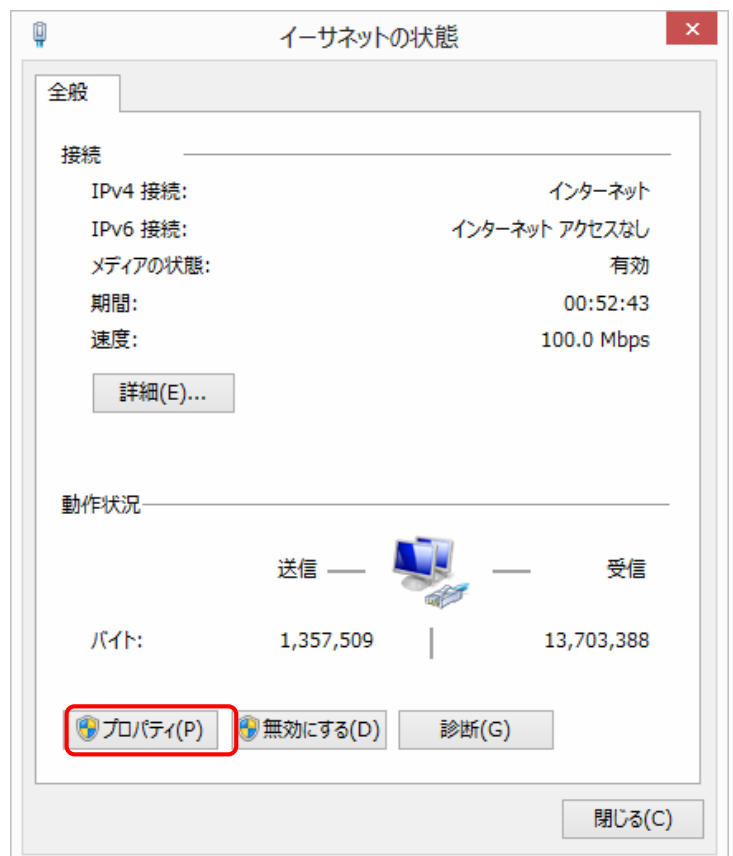 イーサネットの状態
全般
接続
IPv4 接続: インターネット
IPv6 接続: インターネット アクセスなし
メディアの状態: 有効
期間: 00:52:43
速度: 100.0 Mbps
詳細(E)...
動作状況
送信 受信
バイト: 1,357,509 13,703,388
プロパティ(P) 無効にする(D) 診断(G)
閉じる(C)